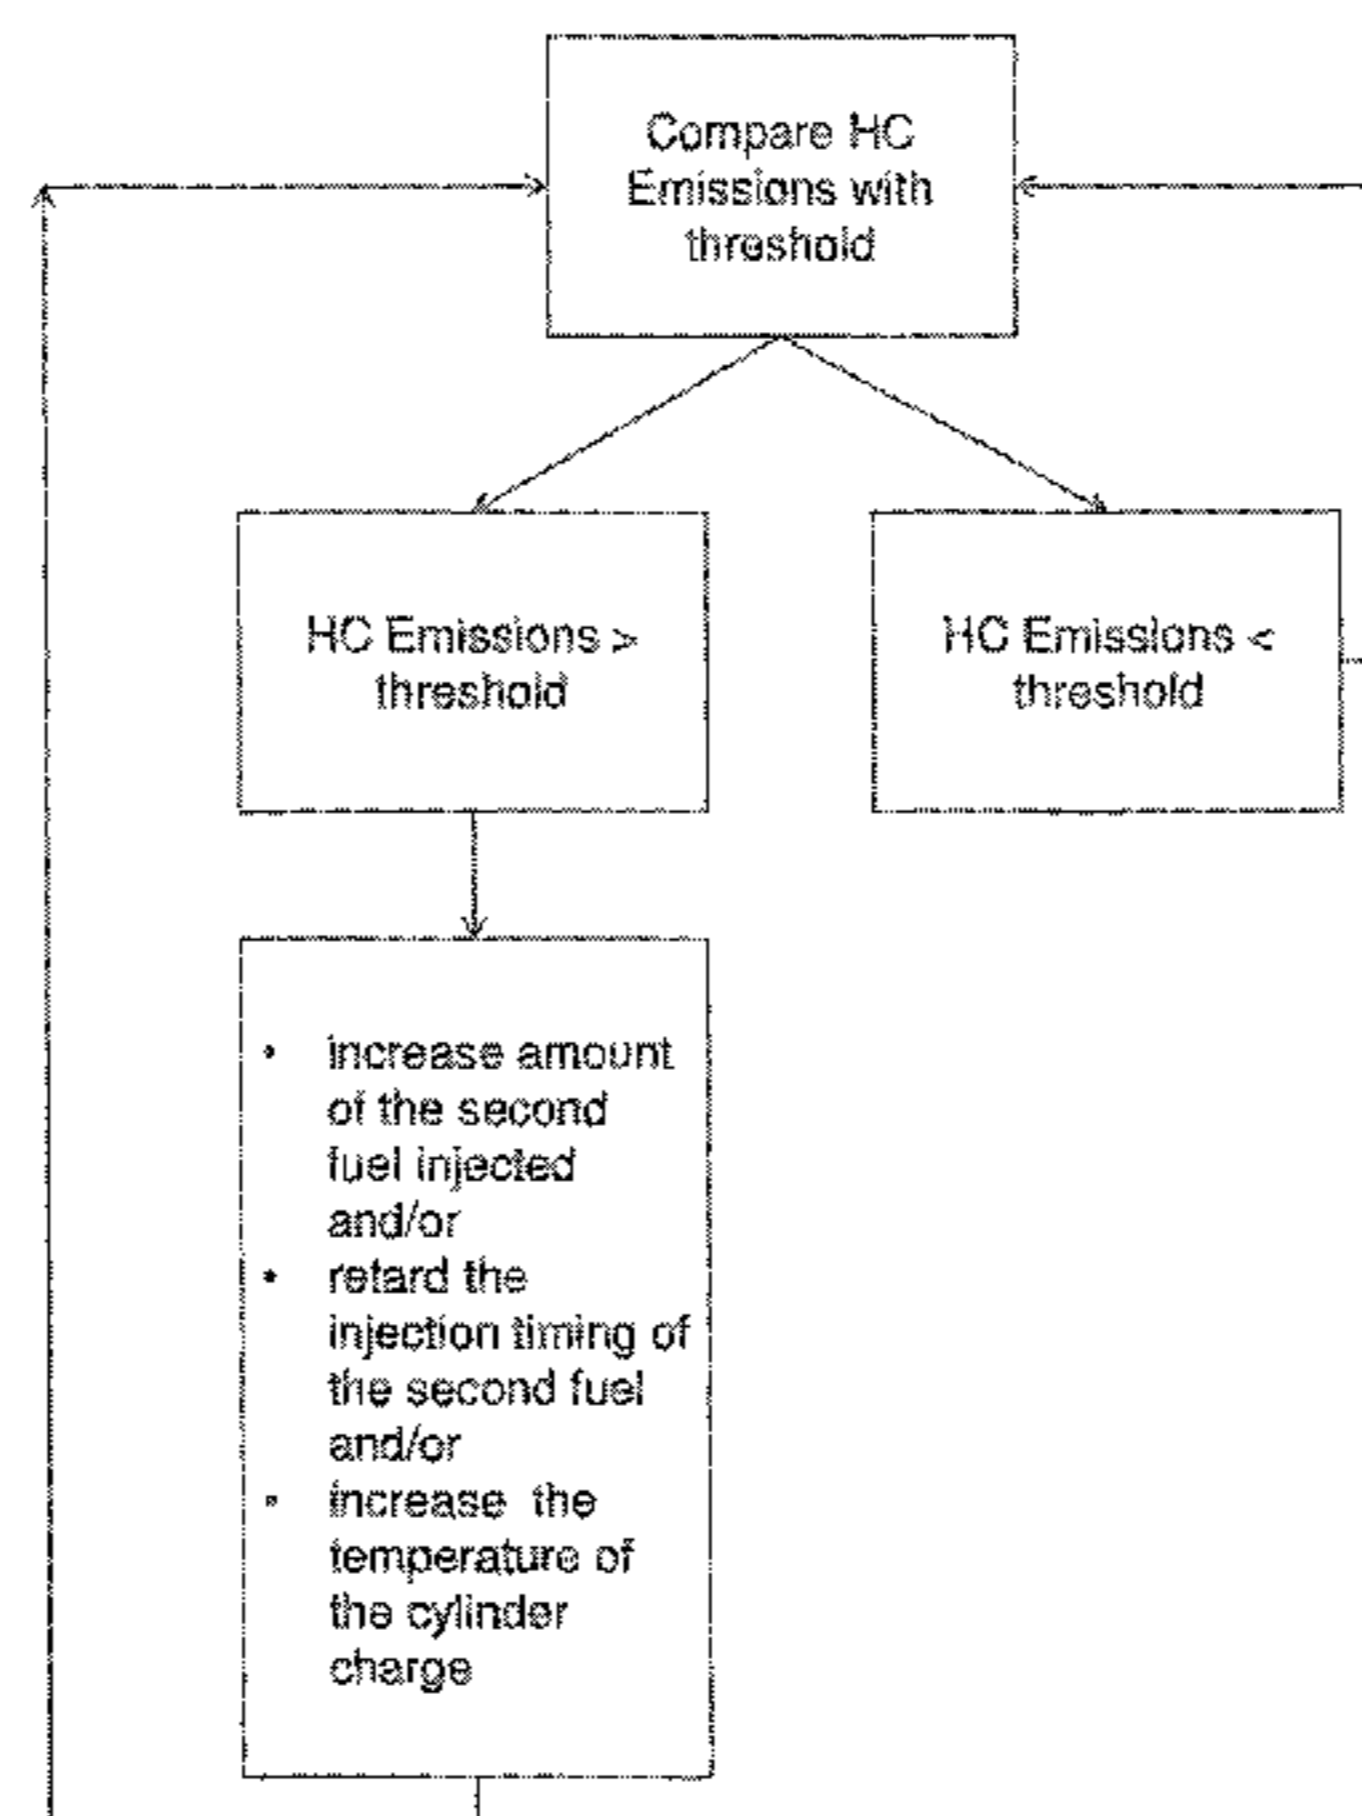 Compare HC
Emissions with
threshold
HC Emissions >
threshold
HC Emissions <
threshold
• increase amount
of the second
fuel injected
and/or
• retard the
injection timing of
the second fuel
and/or
• increase the
temperature of
the cylinder
charge